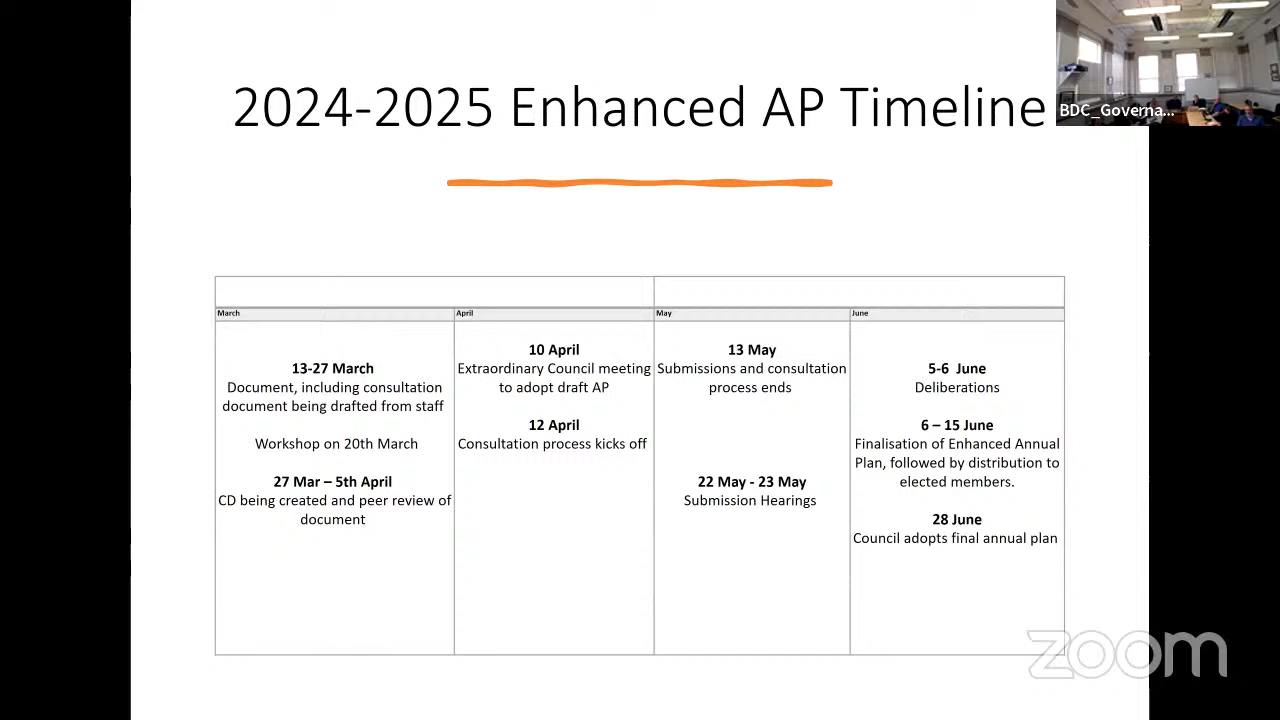 2024-2025 Enhanced AP Timeline
BDC_Governa...
March
April
May
June
13-27 March
Document, including consultation
document being drafted from staff
Workshop on 20th March
27 Mar – 5th April
CD being created and peer review of
document
10 April
Extraordinary Council meeting
to adopt draft AP
12 April
Consultation process kicks off
13 May
Submissions and consultation
process ends
22 May - 23 May
Submission Hearings
5-6 June
Deliberations
6 – 15 June
Finalisation of Enhanced Annual
Plan, followed by distribution to
elected members.
28 June
Council adopts final annual plan
zoom